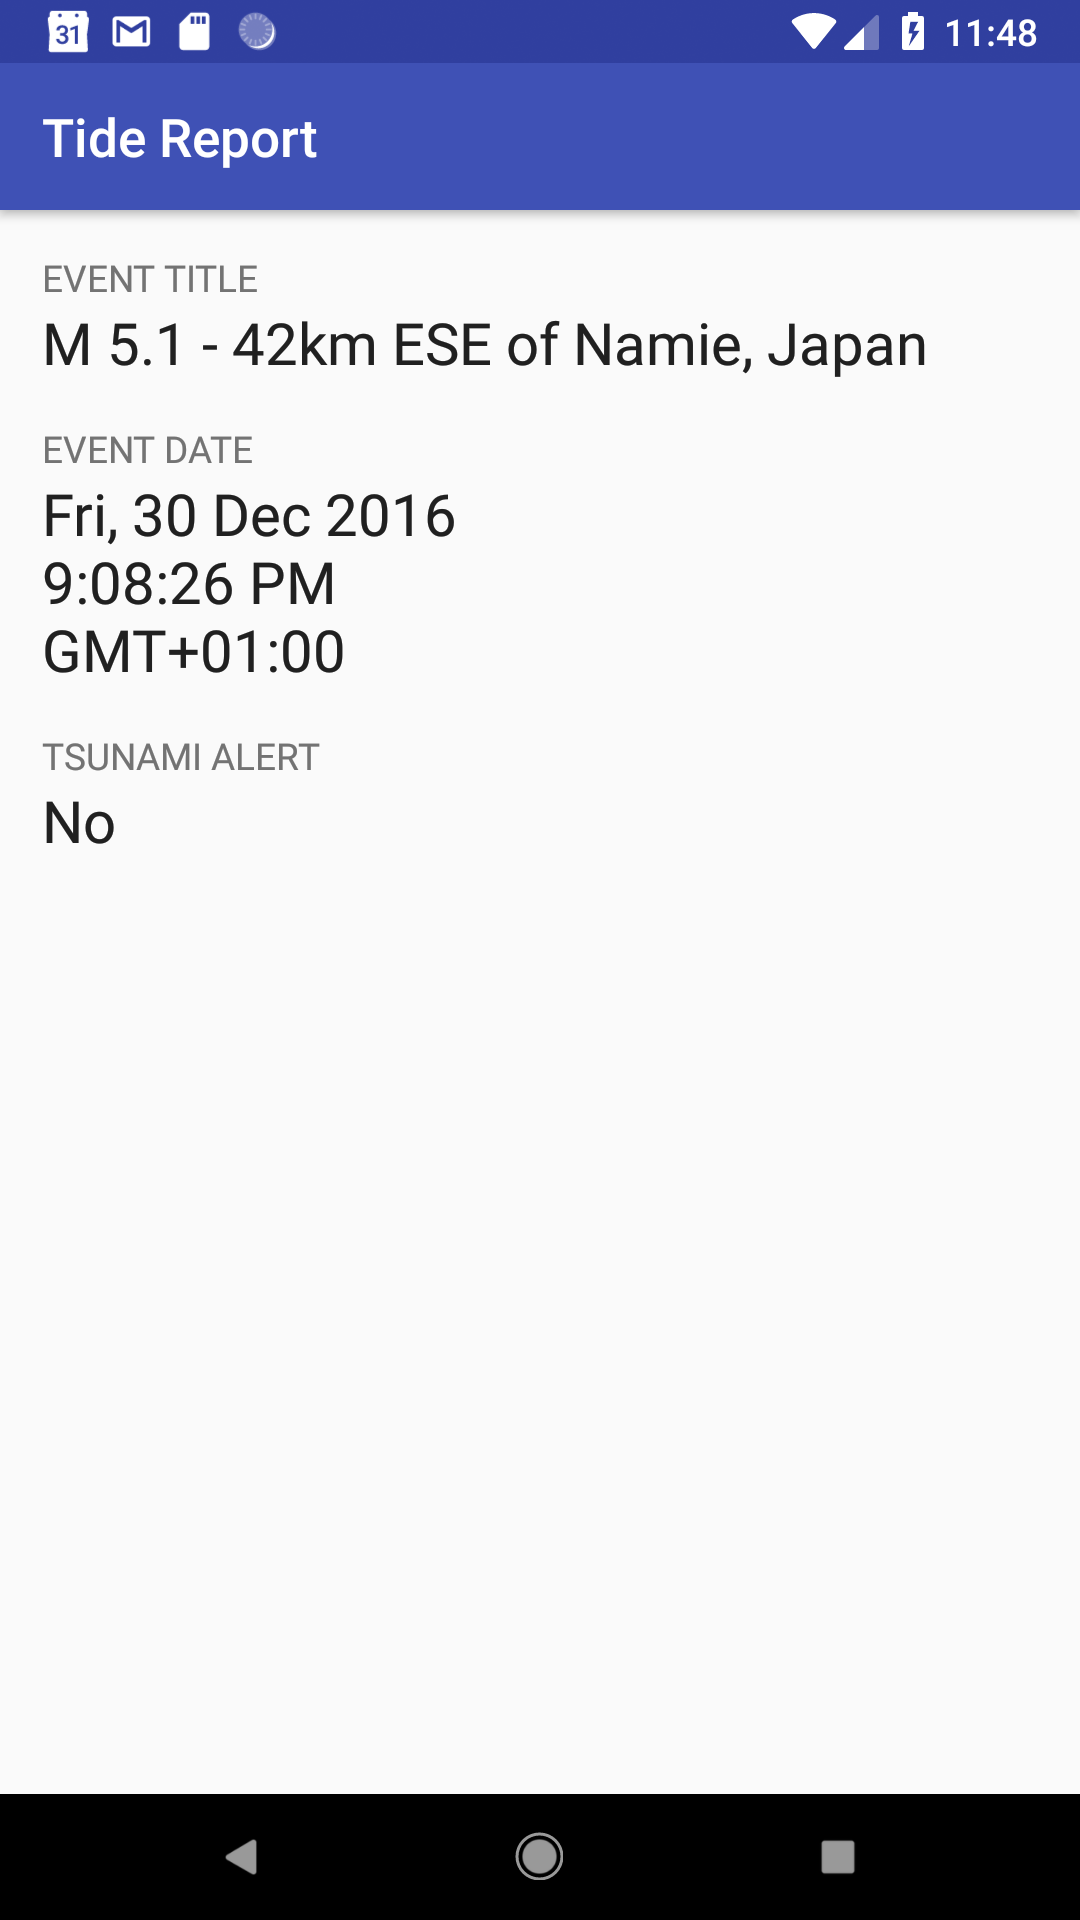 31
11:48
Tide Report
EVENT TITLE
M 5.1 - 42km ESE of Namie, Japan
EVENT DATE
Fri, 30 Dec 2016
9:08:26 PM
GMT+01:00
TSUNAMI ALERT
No